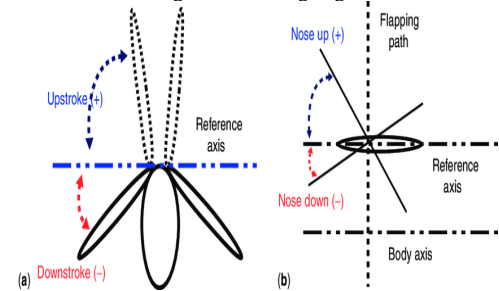 Upstroke (+)
Reference
axis
Downstroke (−)
(a)
Nose up (+)
Flapping
path
Reference
axis
Nose down (−)
Body axis
(b)